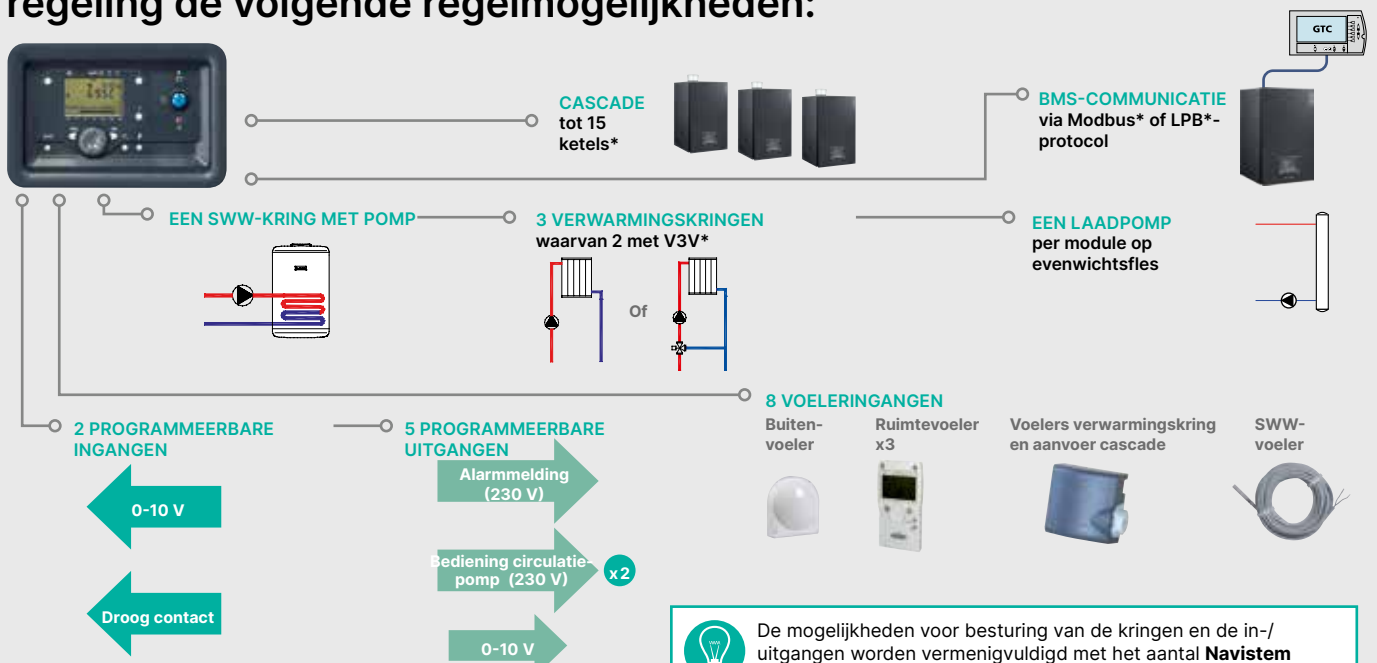 regeling de volgende regelmogelijkheden:
GTC
CASCADE
tot 15
ketels*
BMS-COMMUNICATIE
via Modbus* of LPB*-
protocol
EEN SWW-KRING MET POMP
3 VERWARMINGSKRINGEN
waarvan 2 met V3V*
Of
EEN LAADPOMP
per module op
evenwichtsfles
2 PROGRAMMEERBARE
INGANGEN
0-10 V
Droog contact
5 PROGRAMMEERBARE
UITGANGEN
Alarmmelding
(230 V)
Bediening circulatie-
pomp (230 V)
x2
0-10 V
8 VOELERINGANGEN
Buiten-
voeler
Ruimtevoeler
x3
Voelers verwarmingskring
en aanvoer cascade
SWW-
voeler
De mogelijkheden voor besturing van de kringen en de in-/
uitgangen worden vermenigvuldigd met het aantal Navistem